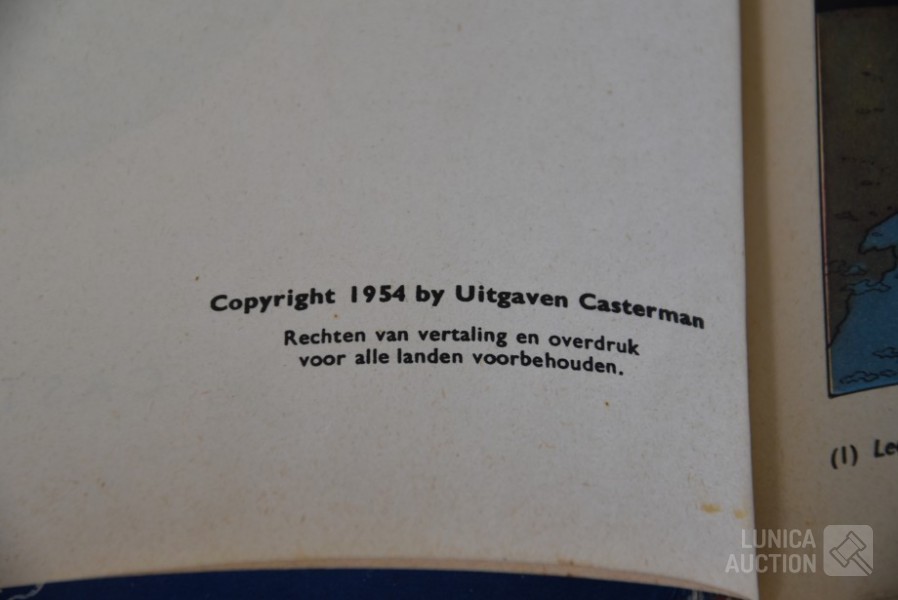 Copyright 1954 by Uitgaven Casterman
Rechten van vertaling en overdruk
voor alle landen voorbehouden.
(1)
LUNICA
AUCTION